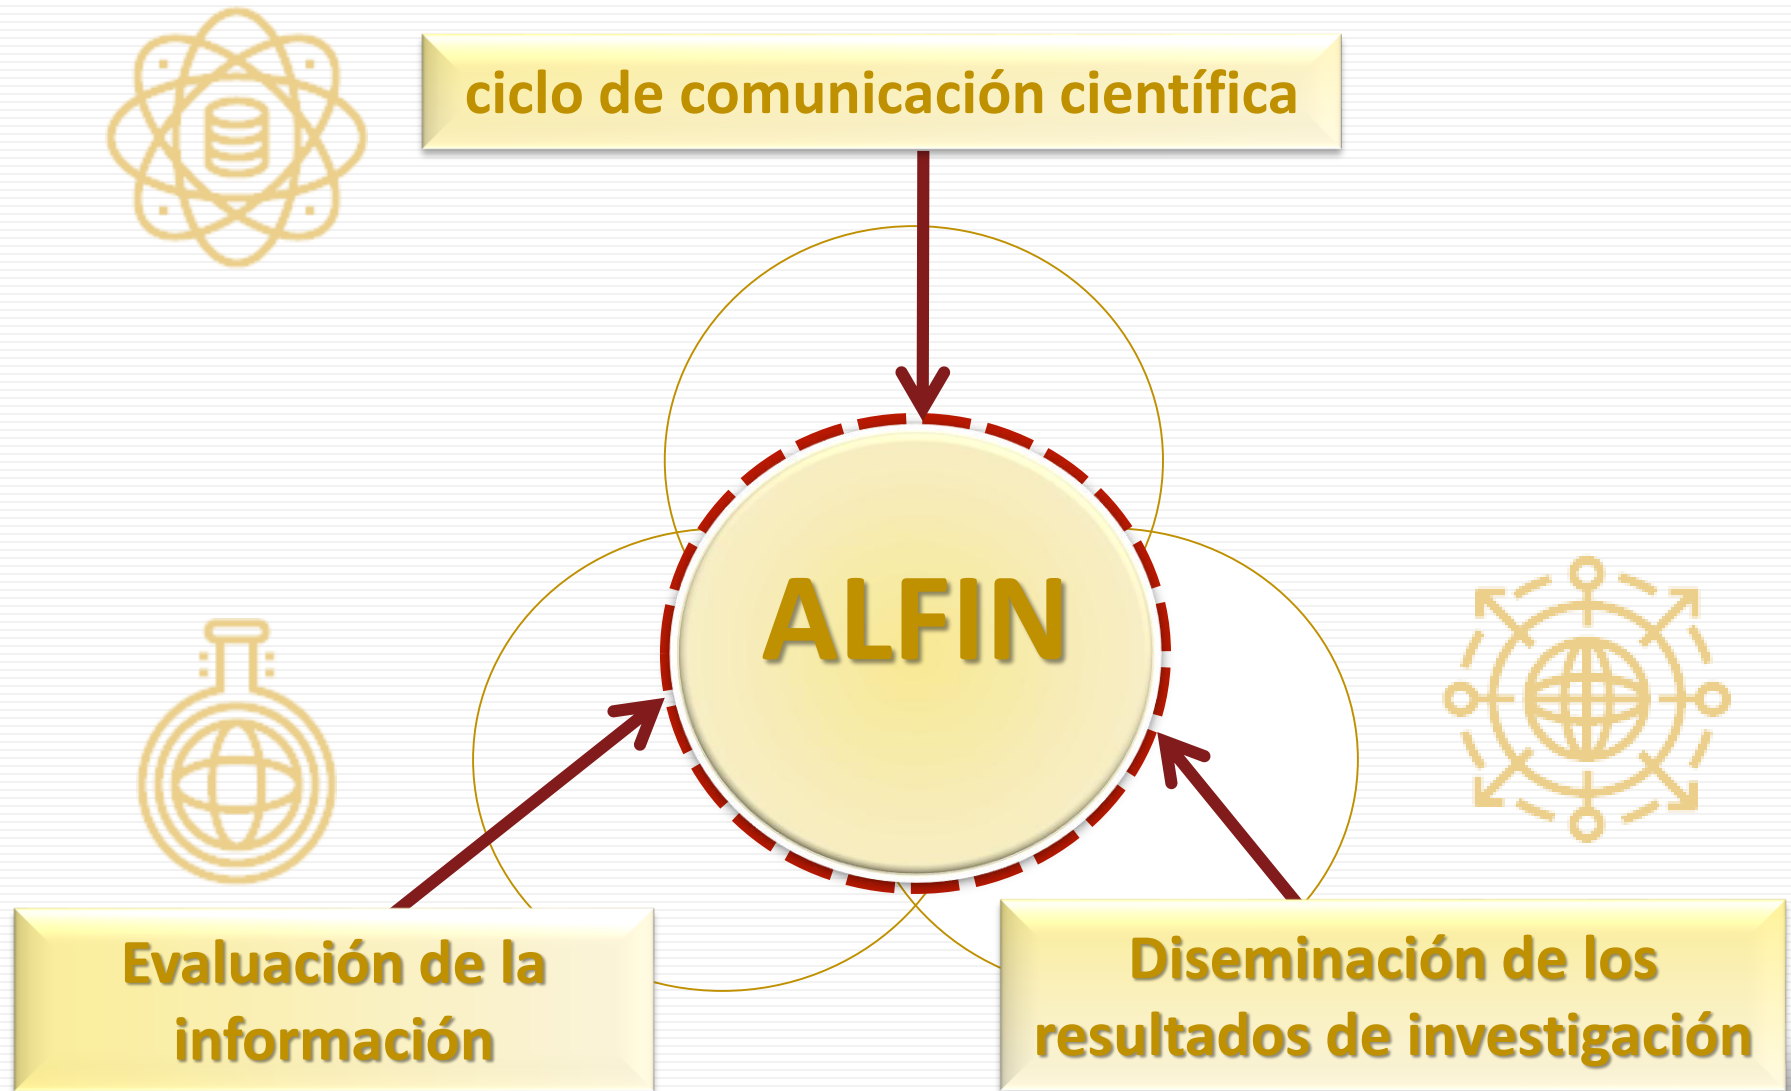 ciclo de comunicación científica
ALFIN
Evaluación de la
información
Diseminación de los
resultados de investigación